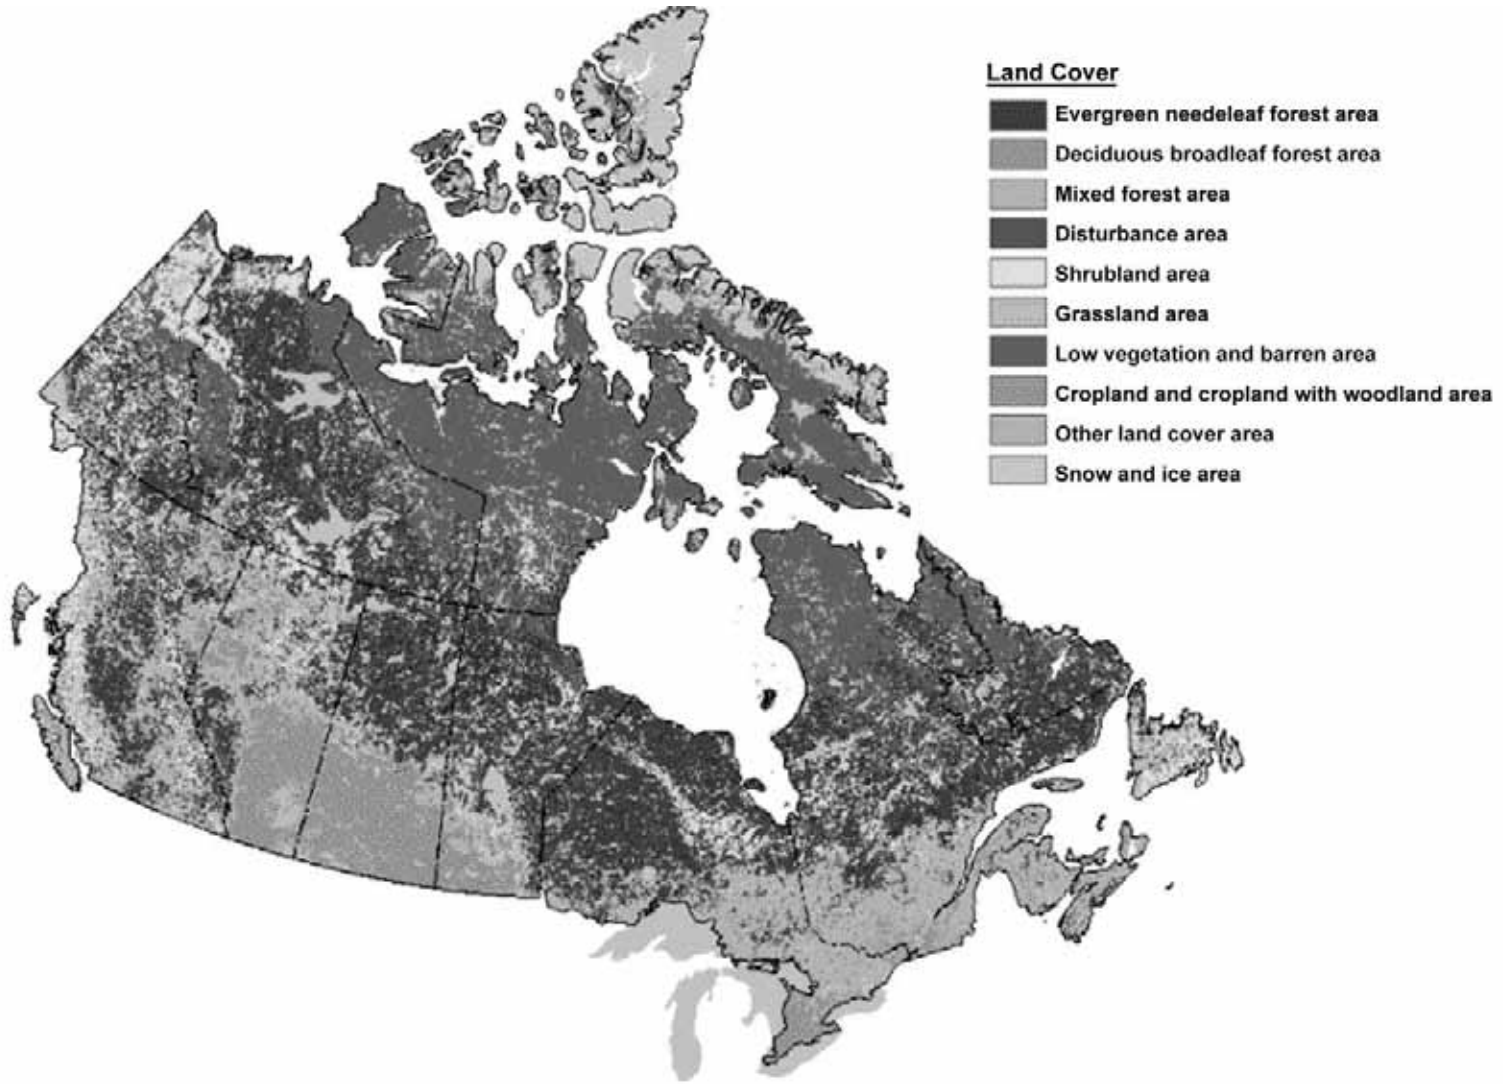 Land Cover
Evergreen needeleaf forest area
Deciduous broadleaf forest area
Mixed forest area
Disturbance area
Shrubland area
Grassland area
Low vegetation and barren area
Cropland and cropland with woodland area
Other land cover area
Snow and ice area